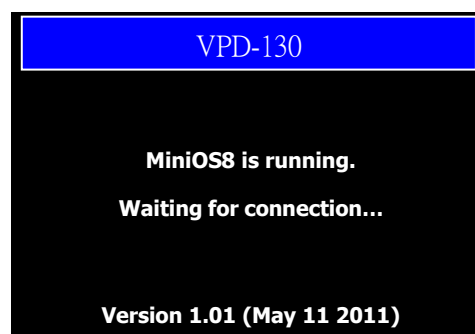 VPD-130
MiniOS8 is running.
Waiting for connection...
Version 1.01 (May 11 2011)